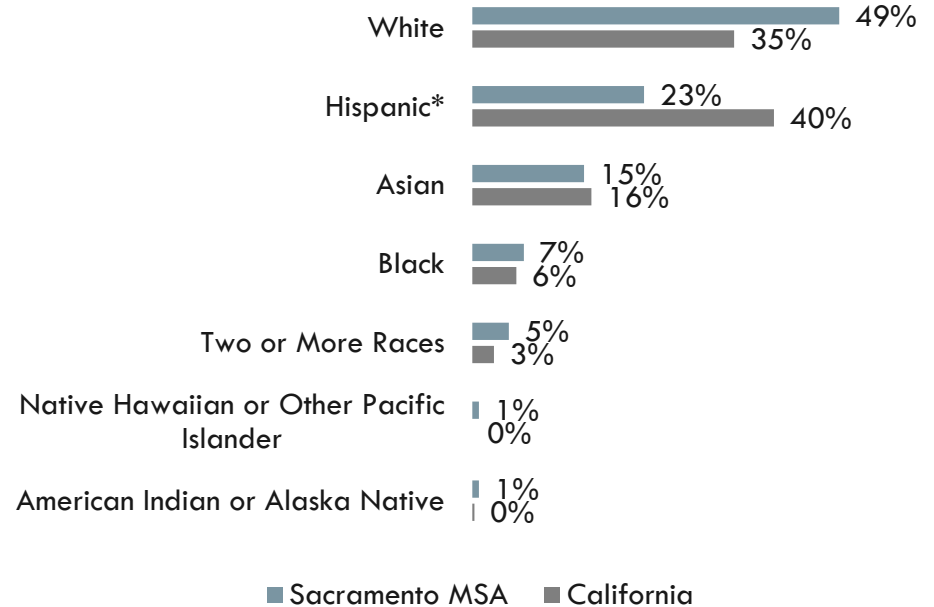 White
49%
35%
Hispanic*
23%
40%
Asian
15%
16%
Black
7%
6%
Two or More Races
5%
3%
Native Hawaiian or Other Pacific
Islander
1%
0%
American Indian or Alaska Native
1%
0%
Sacramento MSA
California